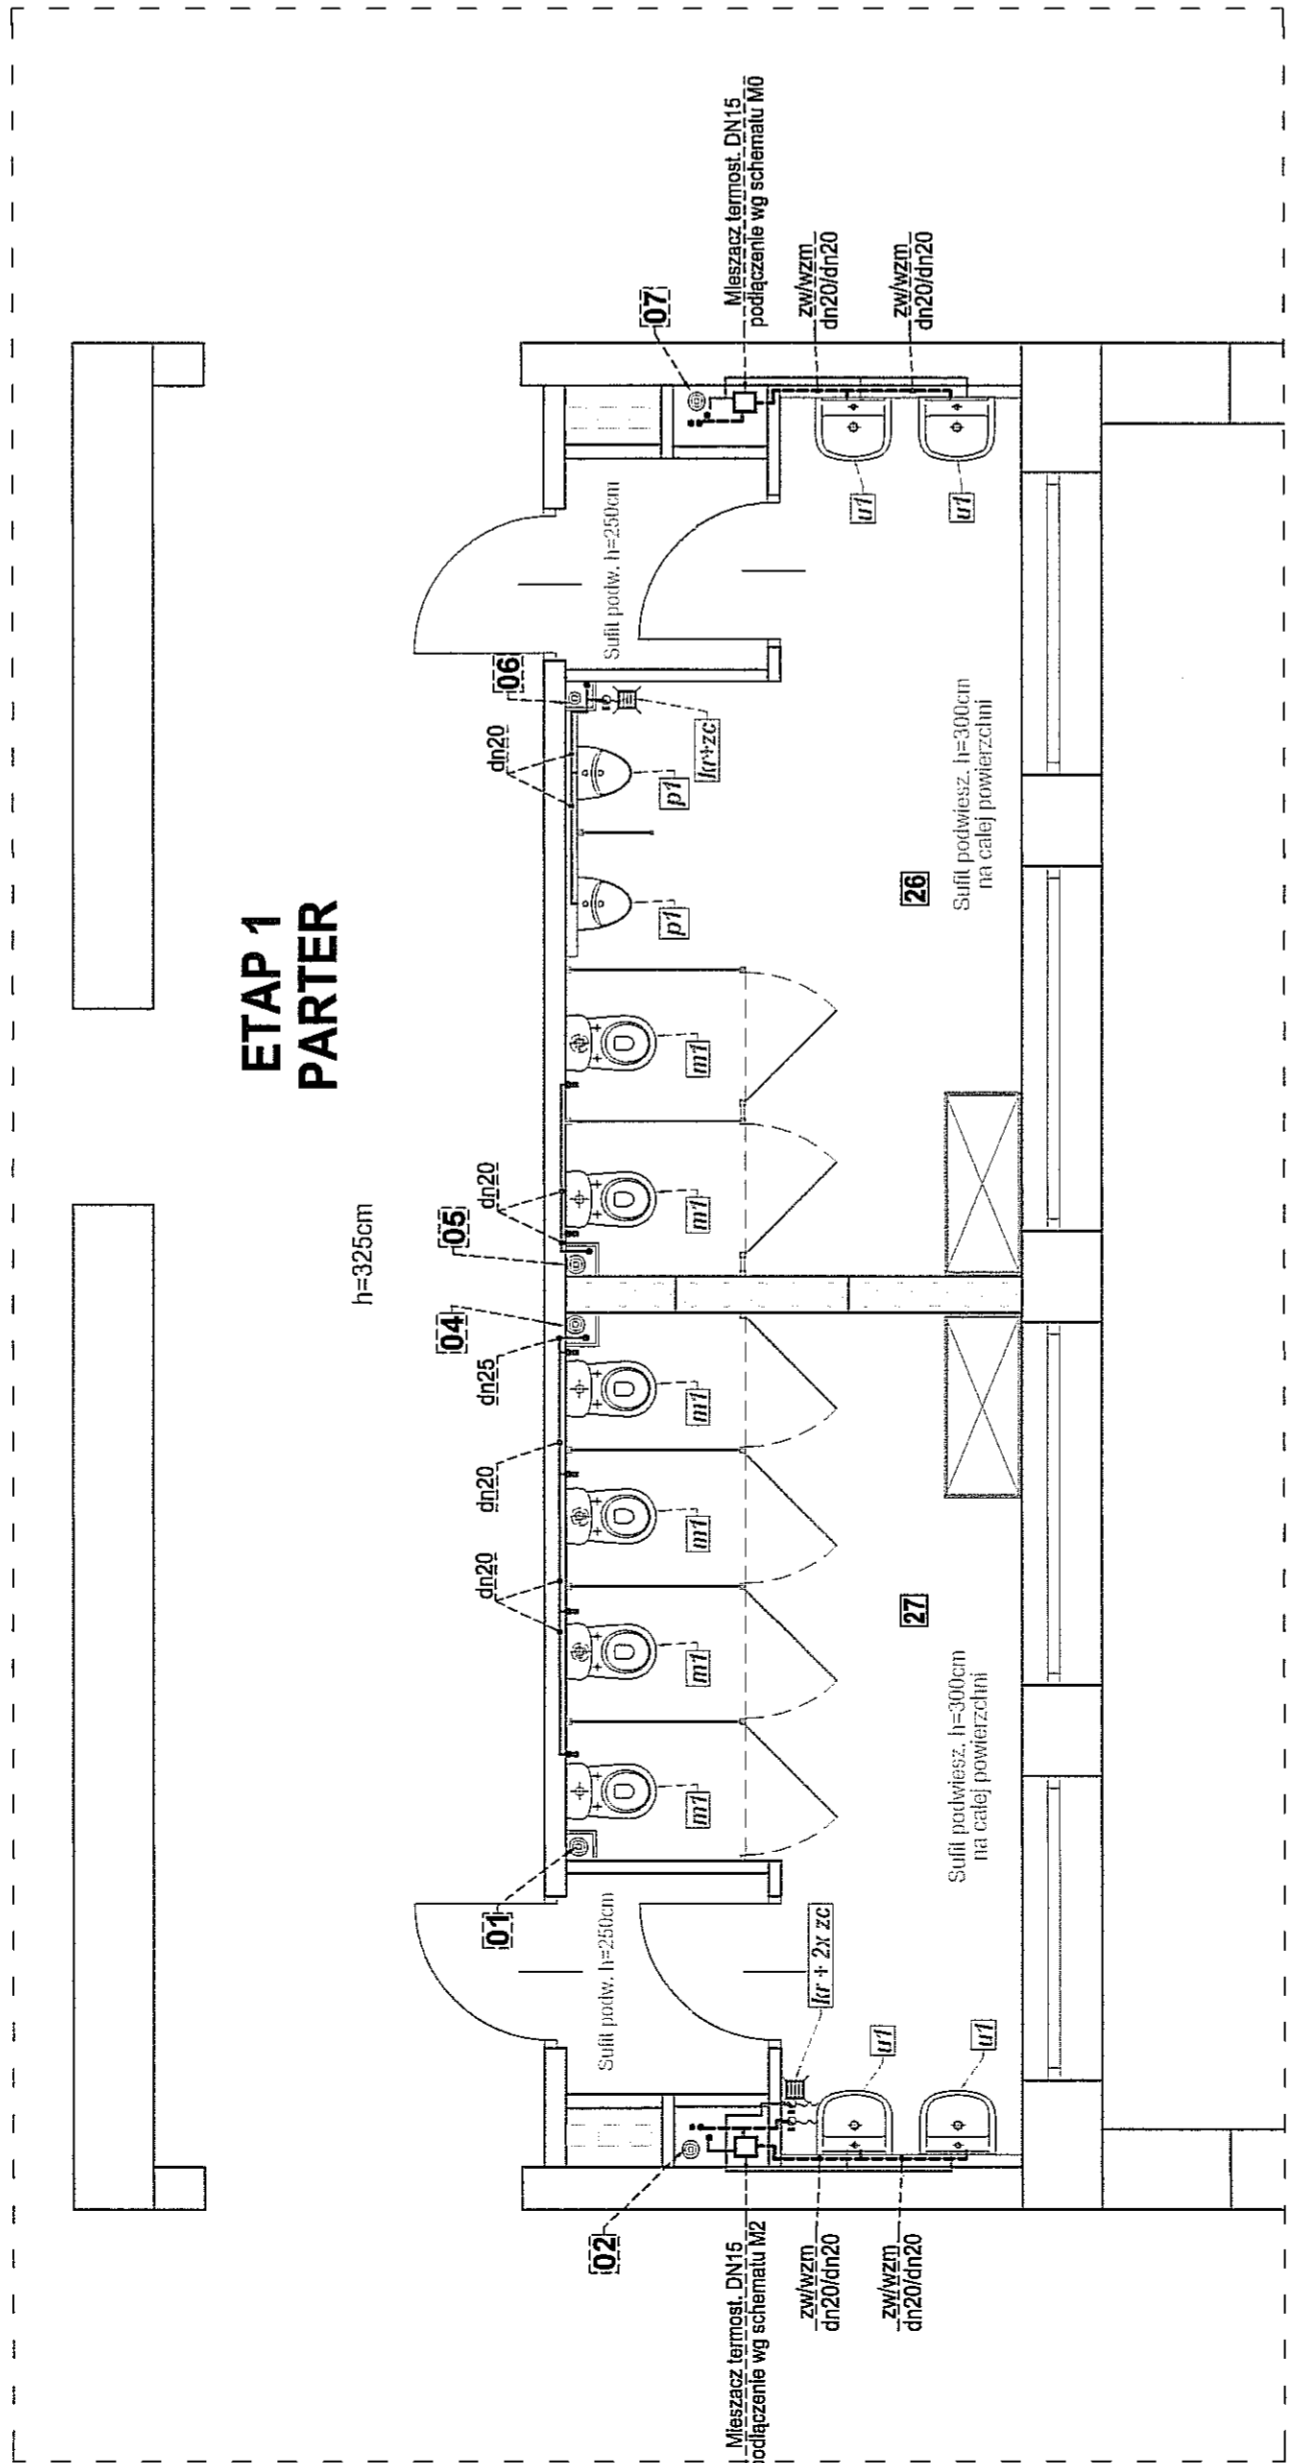 ETAP 1
PARTER
h=325cm
01
dn20
dn20
dn25
04
05
dn20
dn20
06
07
02
Sufit podw. h=250cm
Sufit podw. h=250cm
m1
m1
m1
m1
m1
m1
p1
p1
kr+zc
Mieszacz termost. DN15
podłączenie wg schematu M2
zw/wzm
dn20/dn20
zw/wzm
dn20/dn20
kr + 2x zc
u1
u1
27
Sufit podwiesz. h=300cm
na całej powierzchni
26
Sufit podwiesz. h=300cm
na całej powierzchni
u1
u1
Mieszacz termost. DN15
podłączenie wg schematu M0
zw/wzm
dn20/dn20
zw/wzm
dn20/dn20